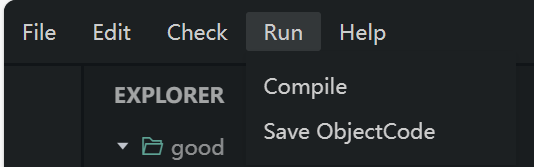 File Edit Check Run Help
Compile
EXPLORER
Save ObjectCode
good